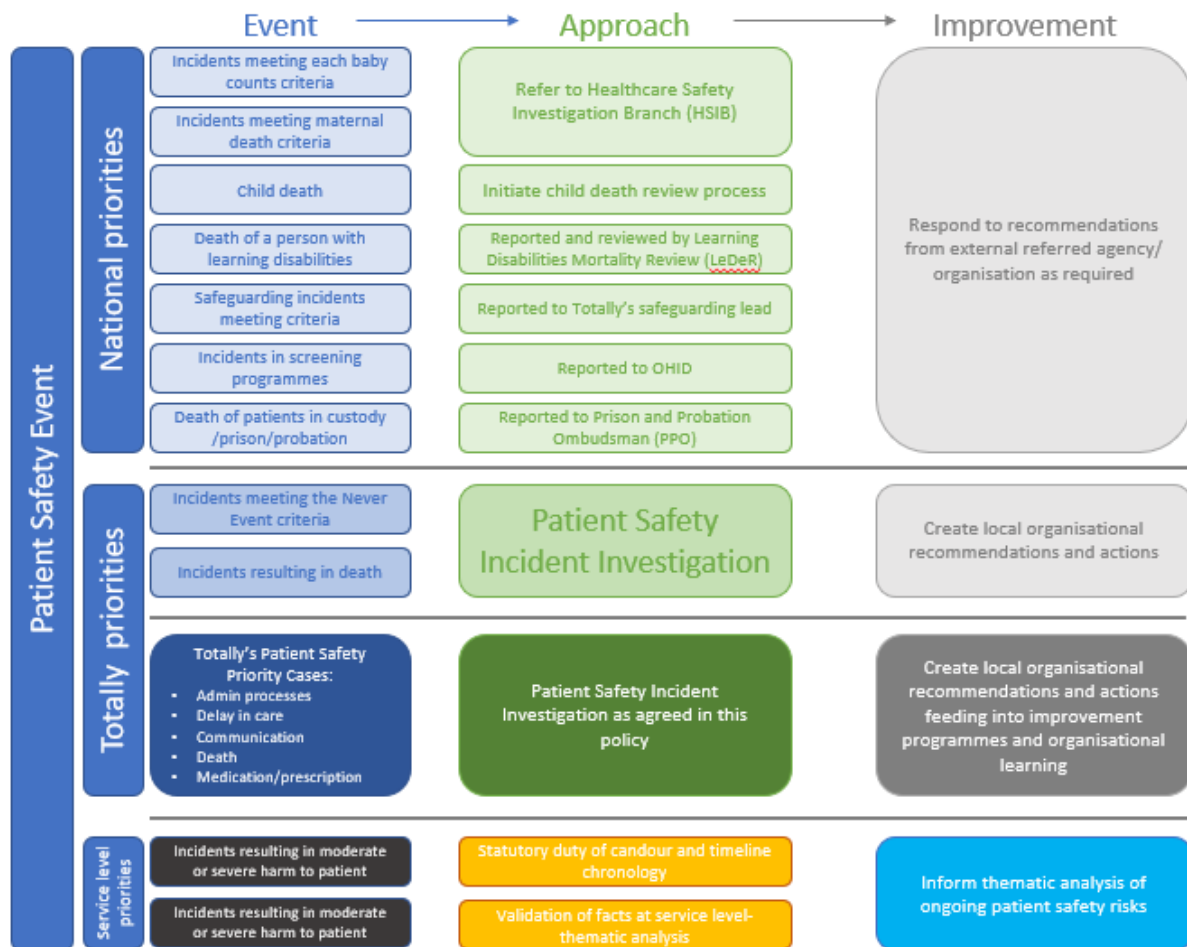 Event
Approach
Improvement
Patient Safety Event
National priorities
Incidents meeting each baby
counts criteria
Incidents meeting maternal
death criteria
Child death
Death of a person with
learning disabilities
Safeguarding incidents
meeting criteria
Incidents in screening
programmes
Death of patients in custody
/prison/probation
Refer to Healthcare Safety
Investigation Branch (HSIB)
Initiate child death review process
Reported and reviewed by Learning
Disabilities Mortality Review (LeDeR)
Reported to Totally's safeguarding lead
Reported to OHID
Reported to Prison and Probation
Ombudsman (PPO)
Respond to recommendations
from external referred agency/
organisation as required
Totally priorities
Incidents meeting the Never
Event criteria
Incidents resulting in death
Patient Safety
Incident Investigation
Create local organisational
recommendations and actions
Totally's Patient Safety
Priority Cases:
• Admin processes
• Delay in care
• Communication
• Death
• Medication/prescription
Patient Safety Incident
Investigation as agreed in this
policy
Create local organisational
recommendations and actions
feeding into improvement
programmes and organisational
learning
Service level
priorities
Incidents resulting in moderate
or severe harm to patient
Incidents resulting in moderate
or severe harm to patient
Statutory duty of candour and timeline
chronology
Validation of facts at service level-
thematic analysis
Inform thematic analysis of
ongoing patient safety risks